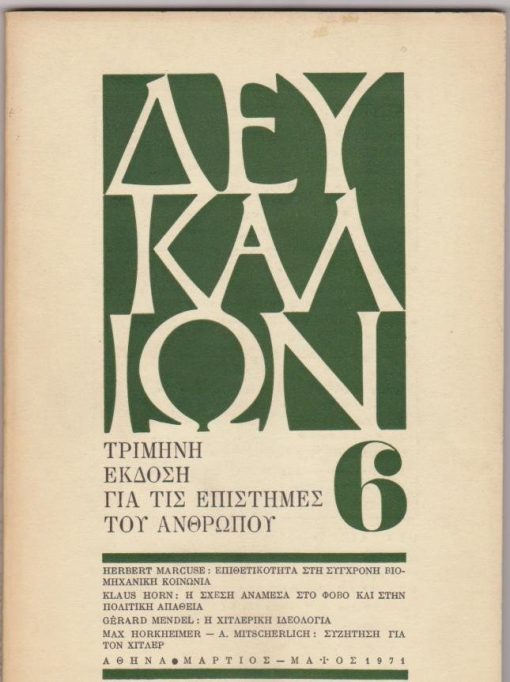 ΔΕΥ
ΚΑΛ
ΙΩΝ
ΤΡΙΜΗΝΗ
ΕΚΔΟΣΗ
ΓΙΑ ΤΙΣ ΕΠΙΣΤΗΜΕΣ
ΤΟΥ ΑΝΘΡΩΠΟΥ
6
HERBERT MARCUSE : ΕΠΙΘΕΤΙΚΟΤΗΤΑ ΣΤΗ ΣΥΓΧΡΟΝΗ ΒΙΟ-
ΜΗΧΑΝΙΚΗ ΚΟΙΝΩΝΙΑ
KLAUS HORN : Η ΣΧΕΣΗ ΑΝΑΜΕΣΑ ΣΤΟ ΦΟΒΟ ΚΑΙ ΣΤΗΝ
ΠΟΛΙΤΙΚΗ ΑΠΑΘΕΙΑ
GÉRARD MENDEL : Η ΧΙΤΛΕΡΙΚΗ ΙΔΕΟΛΟΓΙΑ
MAX HORKHEIMER — A. MITSCHERLICH : ΣΥΖΗΤΗΣΗ ΓΙΑ
ΤΟΝ ΧΙΤΛΕΡ
ΑΘΗΝΑ ● ΜΑΡΤΙΟΣ — ΜΑΪΟΣ 1971